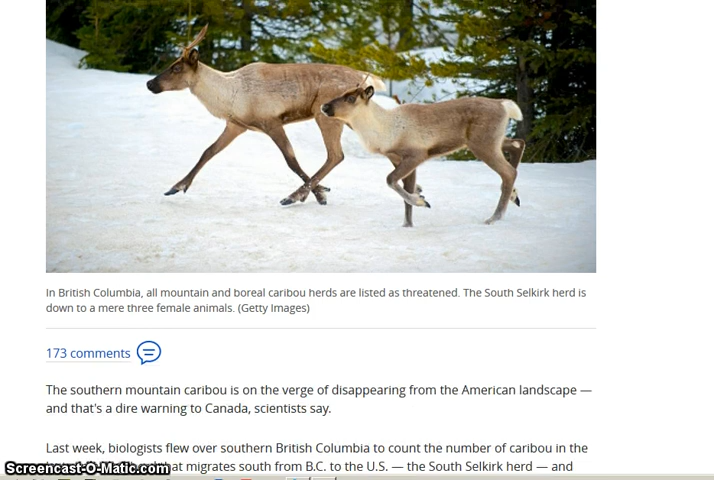 In British Columbia, all mountain and boreal caribou herds are listed as threatened. The South Selkirk herd is
down to a mere three female animals. (Getty Images)
173 comments
The southern mountain caribou is on the verge of disappearing from the American landscape —
and that's a dire warning to Canada, scientists say.
Last week, biologists flew over southern British Columbia to count the number of caribou in the
that migrates south from B.C. to the U.S. — the South Selkirk herd — and
Screencast-O-Matic.com